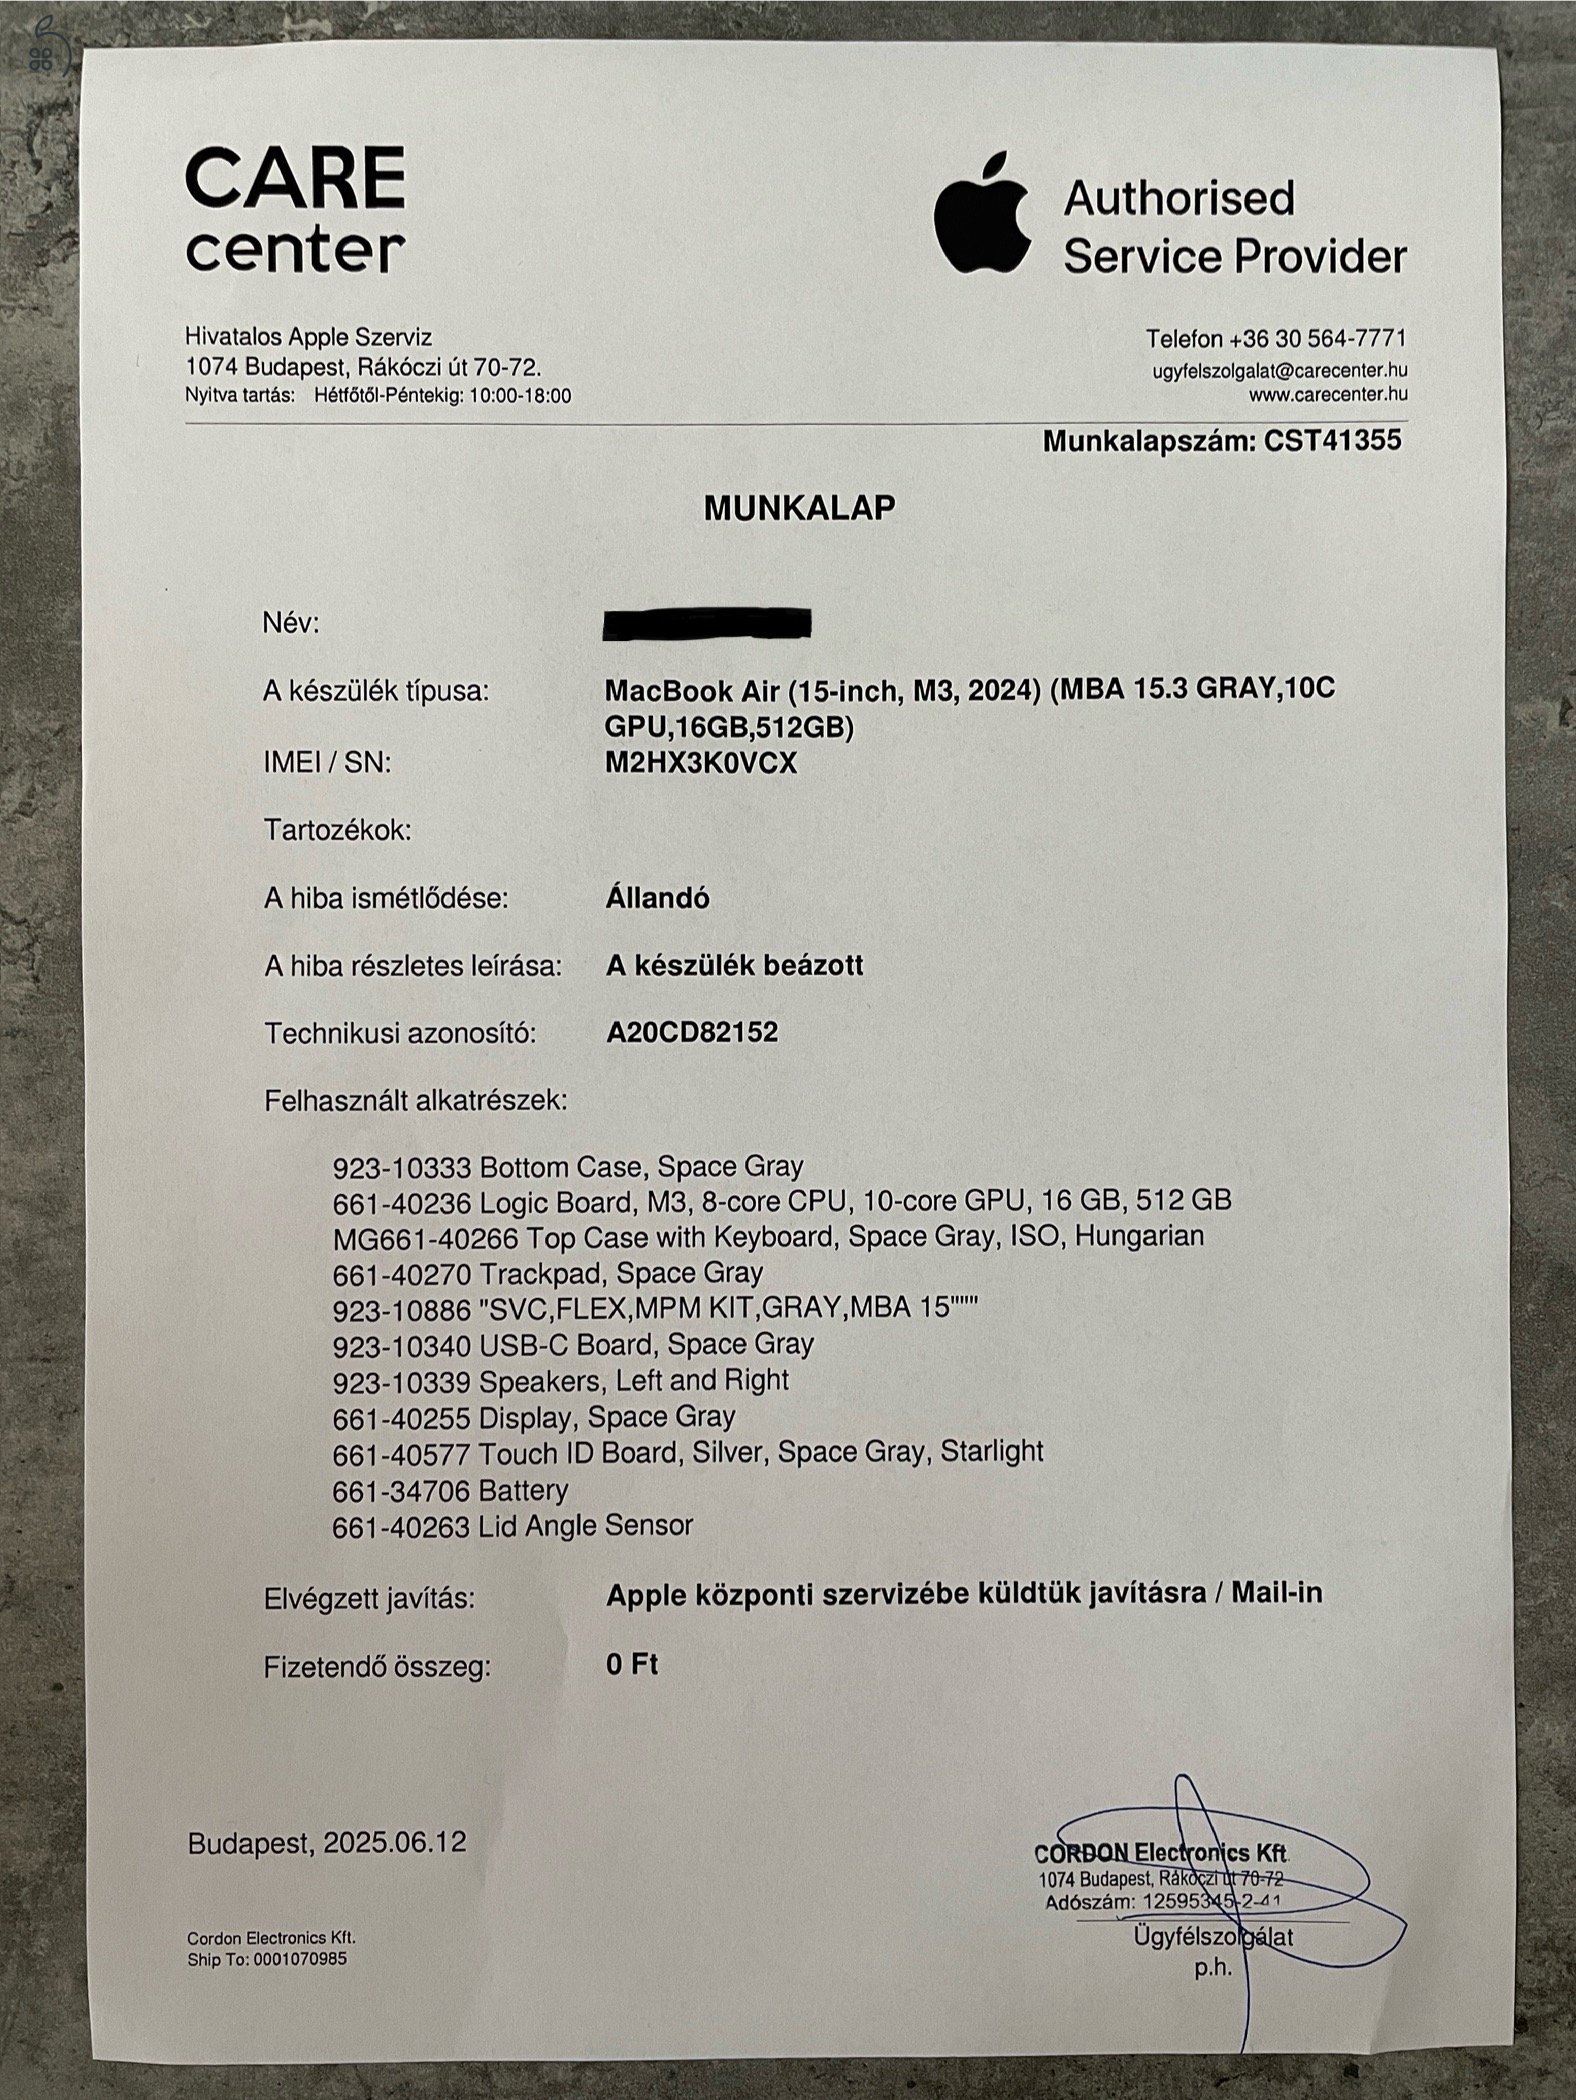 CARE
center
Authorised
Service Provider
Hivatalos Apple Szerviz
1074 Budapest, Rákóczi út 70-72.
Nyitva tartás: Hétfőtől-Péntekig: 10:00-18:00
Telefon +36 30 564-7771
ugyfelszolgalat@carecenter.hu
www.carecenter.hu
Munkalapszám: CST41355
MUNKALAP
Név:
A készülék típusa: MacBook Air (15-inch, M3, 2024) (MBA 15.3 GRAY,10C
GPU,16GB,512GB)
IMEI / SN: M2HX3K0VCX
Tartozékok:
A hiba ismétlődése: Állandó
A hiba részletes leírása: A készülék beázott
Technikusi azonosító: A20CD82152
Felhasznált alkatrészek:
923-10333 Bottom Case, Space Gray
661-40236 Logic Board, M3, 8-core CPU, 10-core GPU, 16 GB, 512 GB
MG661-40266 Top Case with Keyboard, Space Gray, ISO, Hungarian
661-40270 Trackpad, Space Gray
923-10886 "SVC,FLEX,MPM KIT,GRAY,MBA 15"""
923-10340 USB-C Board, Space Gray
923-10339 Speakers, Left and Right
661-40255 Display, Space Gray
661-40577 Touch ID Board, Silver, Space Gray, Starlight
661-34706 Battery
661-40263 Lid Angle Sensor
Elvégzett javítás: Apple központi szervizébe küldtük javításra / Mail-in
Fizetendő összeg: 0 Ft
Budapest, 2025.06.12
CORDON Electronics Kft.
1074 Budapest, Rákóczi út 70-72
Adószám: 12595345-2-41
Ügyfélszolgálat
p.h.
Cordon Electronics Kft.
Ship To: 0001070985